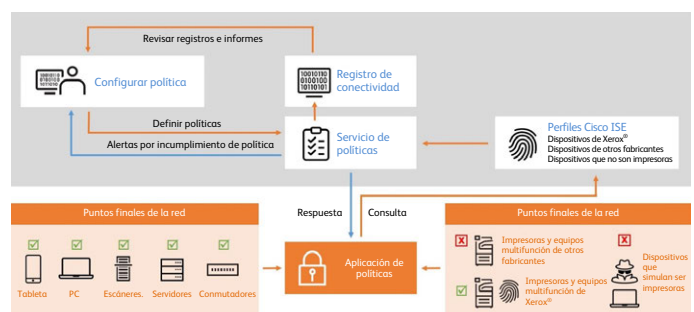 Revisar registros e informes
Configurar política
Registro de
conectividad
Definir políticas
Alertas por incumplimiento de política
Servicio de
políticas
Perfiles Cisco ISE
Dispositivos de Xerox®
Dispositivos de otros fabricantes
Dispositivos que no son impresoras
Respuesta
Consulta
Puntos finales de la red
Tableta
PC
Escáneres.
Servidores
Conmutadores
Aplicación de
políticas
Puntos finales de la red
X
Impresoras y equipos
multifunción de otros
fabricantes
Impresoras y equipos
multifunción de
Xerox®
X
Dispositivos
que
simulan ser
impresoras